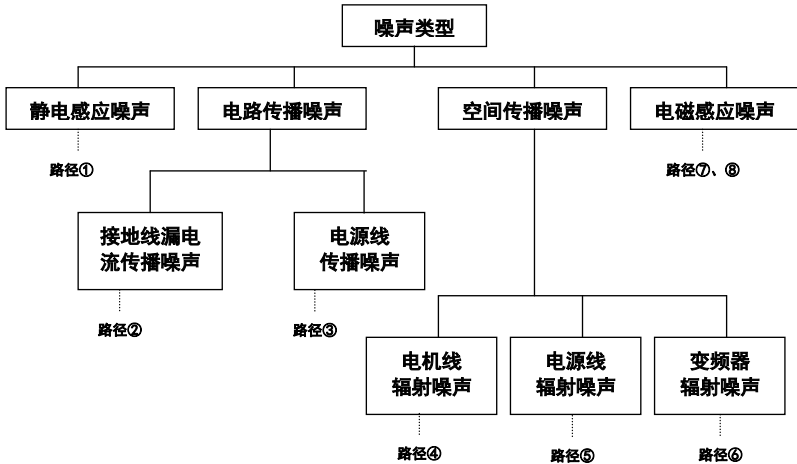 噪声类型
静电感应噪声
电路传播噪声
空间传播噪声
电磁感应噪声
路径①
路径⑦、⑧
接地线漏电
流传播噪声
电源线
传播噪声
路径②
路径③
电机线
辐射噪声
电源线
辐射噪声
变频器
辐射噪声
路径④
路径⑤
路径⑥